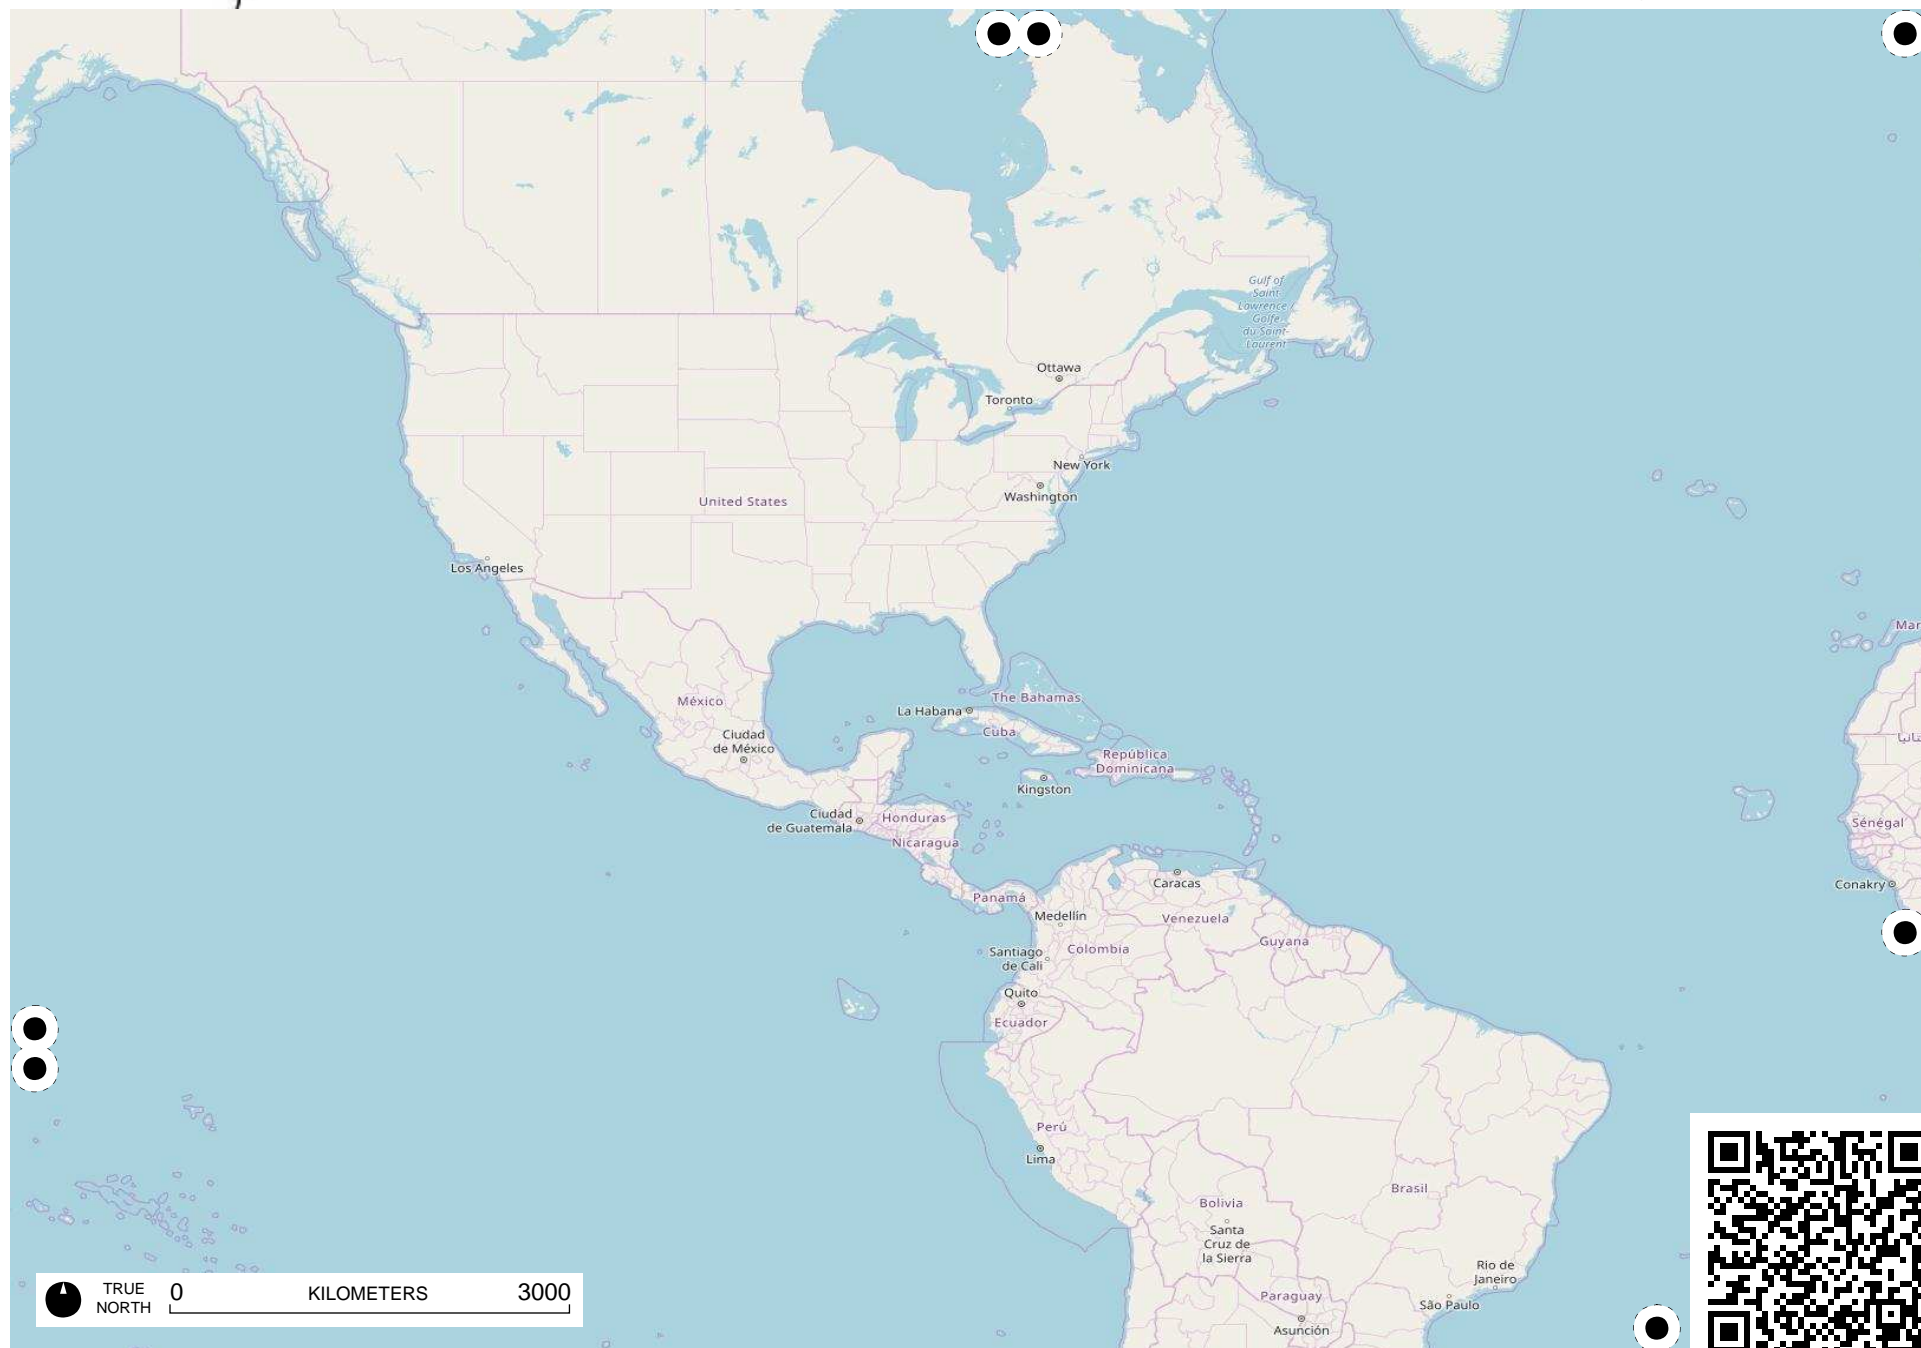 Gulf of
Saint
Lawrence /
Golfe
du Saint-
Laurent
Ottawa
Toronto
New York
Washington
United States
Los Angeles
México
Ciudad
de México
La Habana
The Bahamas
Cuba
República
Dominicana
Kingston
Ciudad
de Guatemala
Honduras
Nicaragua
Panamá
Caracas
Medellín
Venezuela
Guyana
Santiago
de Cali
Colombia
Quito
Ecuador
Sénégal
Conakry
Perú
Lima
Brasil
Bolivia
Santa
Cruz de
la Sierra
Rio de
Janeiro
São Paulo
Paraguay
Asunción
TRUE
NORTH
0 KILOMETERS 3000